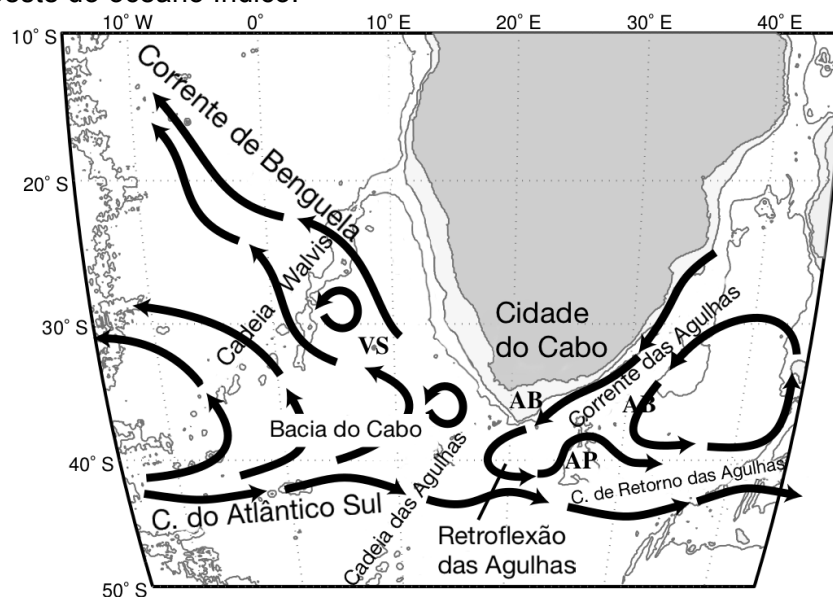 oeste do oceano Índico.
10° W
0°
10° E
20° E
30° E
40° E
10° S
20° S
30° S
40° S
50° S
Corrente de Benguela
Cadeia Walvis
VS
Cidade
do Cabo
Corrente das Agulhas
AB
AB
Bacia do Cabo
AP
C. de Retorno das Agulhas
C. do Atlântico Sul
Cadeia das Agulhas
Retroflexão
das Agulhas